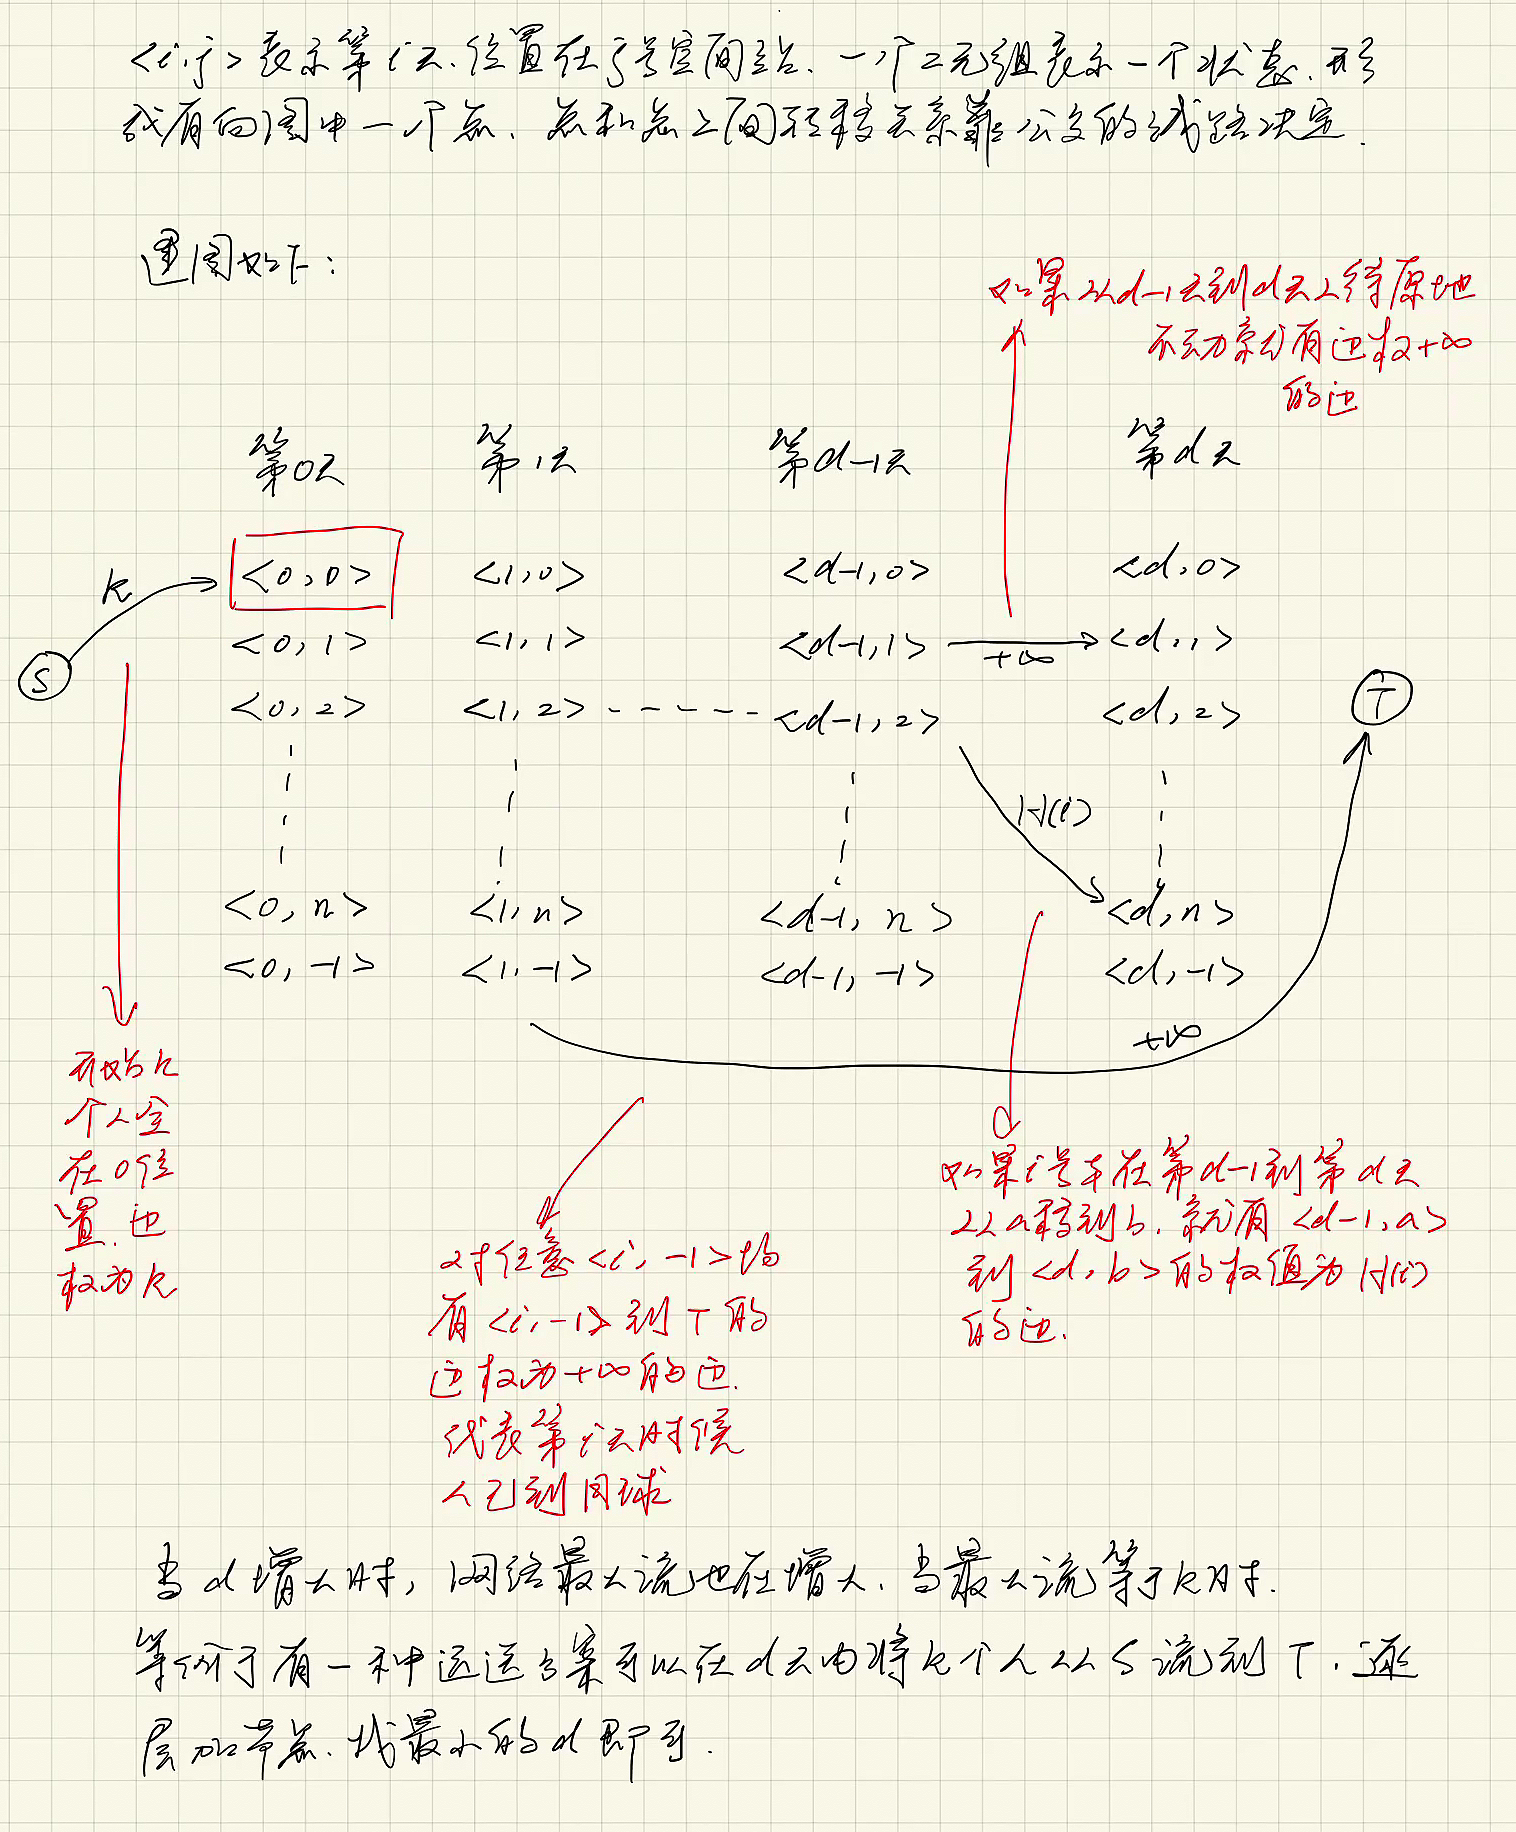 <i,j>表示第i天.位置在j号空间站.一个二元组表示一个状态.形
成有向图中一个点.点和点之间转移关系靠公交的线路决定.
建图如下:
如果人从d-1天到d天人待原地
不动就有边权+∞
的边
第0天 第1天 第d-1天 第d天
k <0,0> <1,0> <d-1,0> <d,0>
<0,1> <1,1> <d-1,1> +∞ <d,1>
S <0,2> <1,2> <d-1,2> <d,2> T
H(i)
<0,n> <1,n> <d-1,n> <d,n>
<0,-1> <1,-1> <d-1,-1> <d,-1>
+∞
开始k
个人全
在0位
置.边
权为k
对任意<i,-1>均
有<i,-1>到T的
边权为+∞的边.
代表第i天时候
人已到月球
如果i号车在第d-1到第d天
从a移到b.就有<d-1,a>
到<d,b>的权值为H(i)
的边.
当d增大时,网络最大流也在增大.当最大流等于k时.
等价于有一种运送方案可以在d天内将k个人从S流到T.逐
层加节点.找最小的d即可.